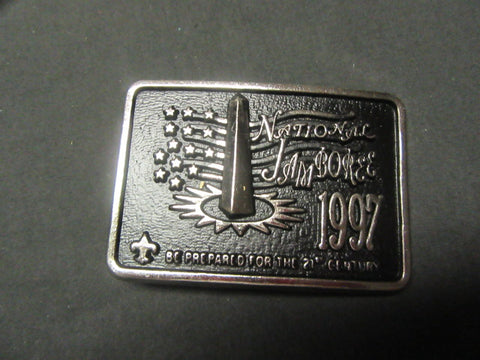 NATIONAL
JAMBOREE
1997
BE PREPARED FOR THE 21ST CENTURY